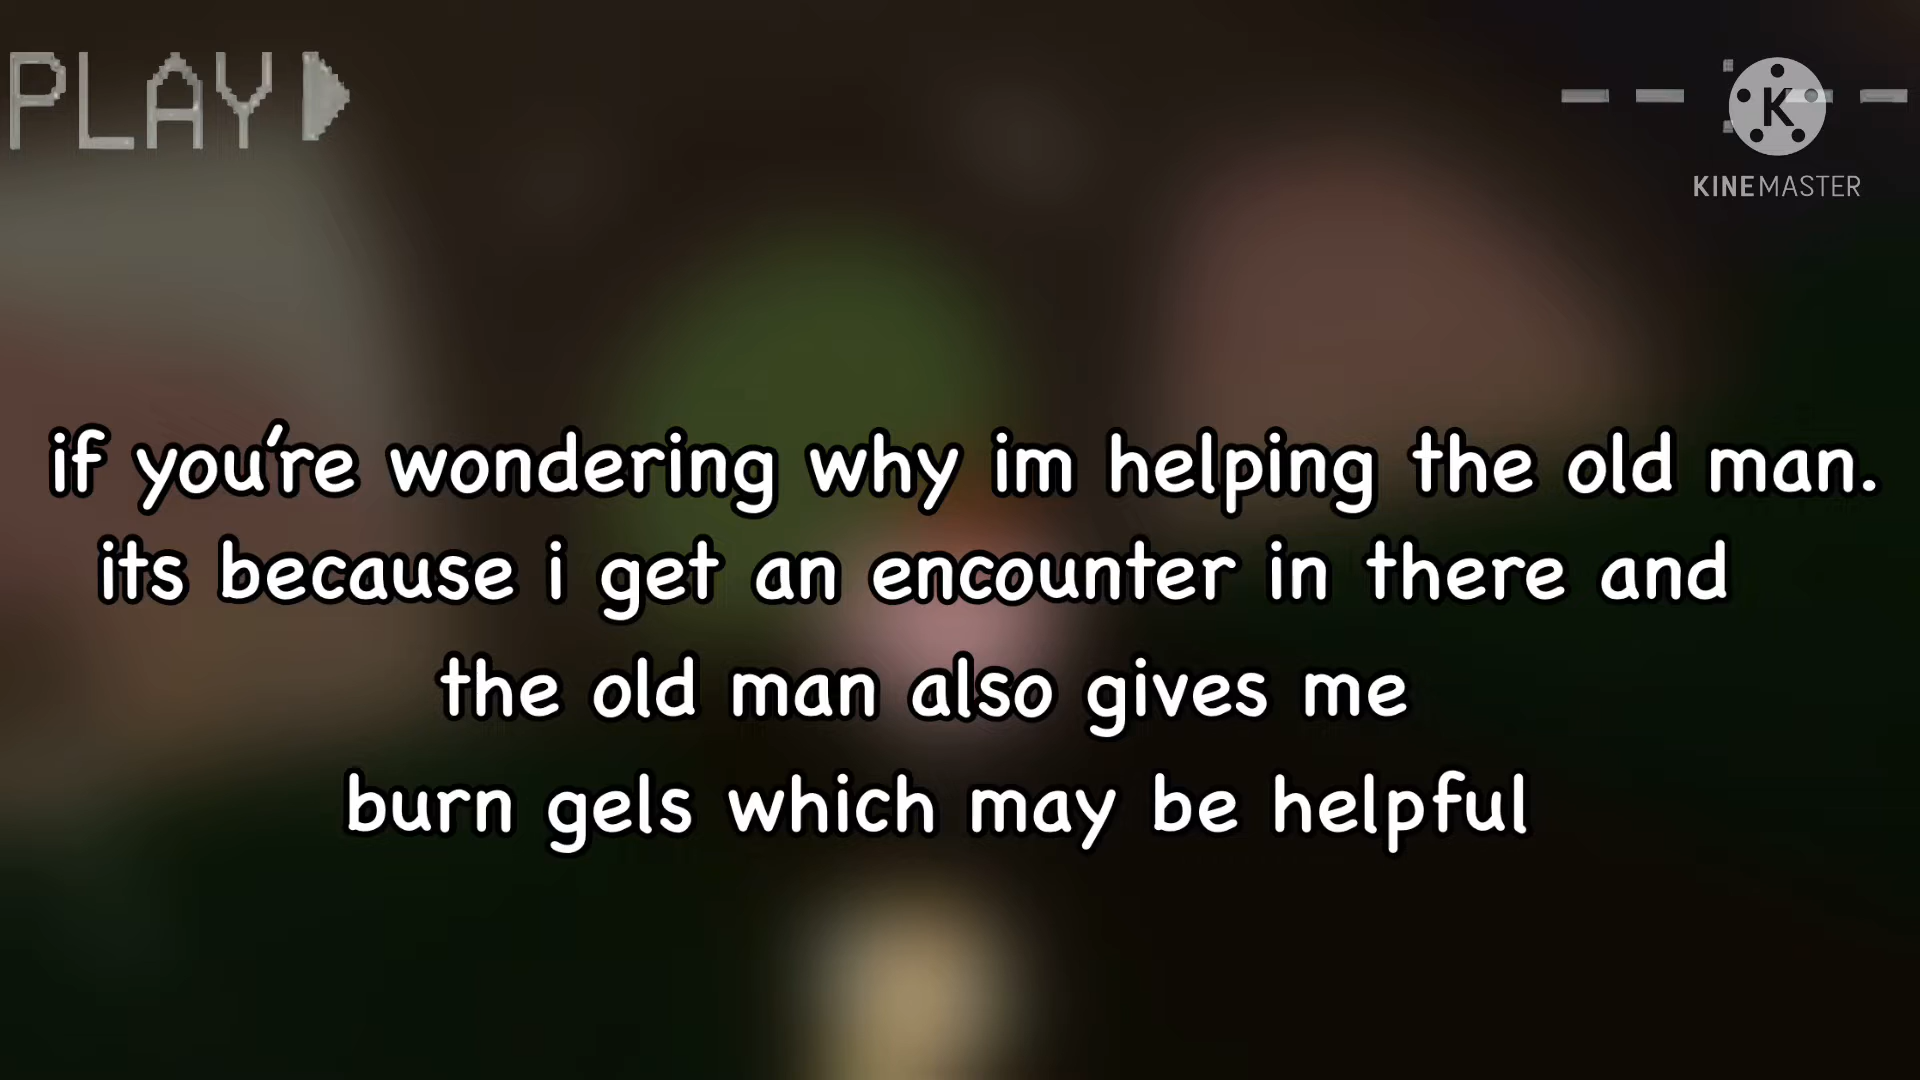 PLAY
-- : --
KINEMASTER
if you're wondering why im helping the old man.
its because i get an encounter in there and
the old man also gives me
burn gels which may be helpful